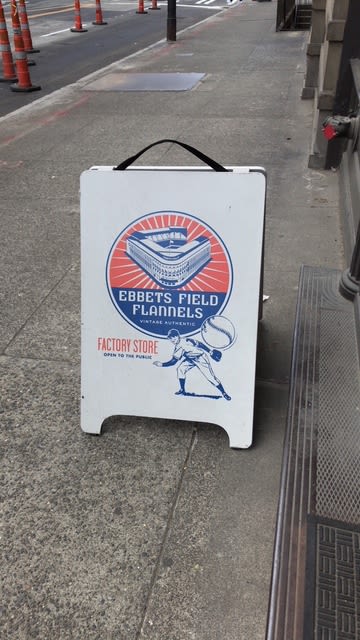 EBBETS FIELD
FLANNELS
VINTAGE AUTHENTIC
FACTORY STORE
OPEN TO THE PUBLIC